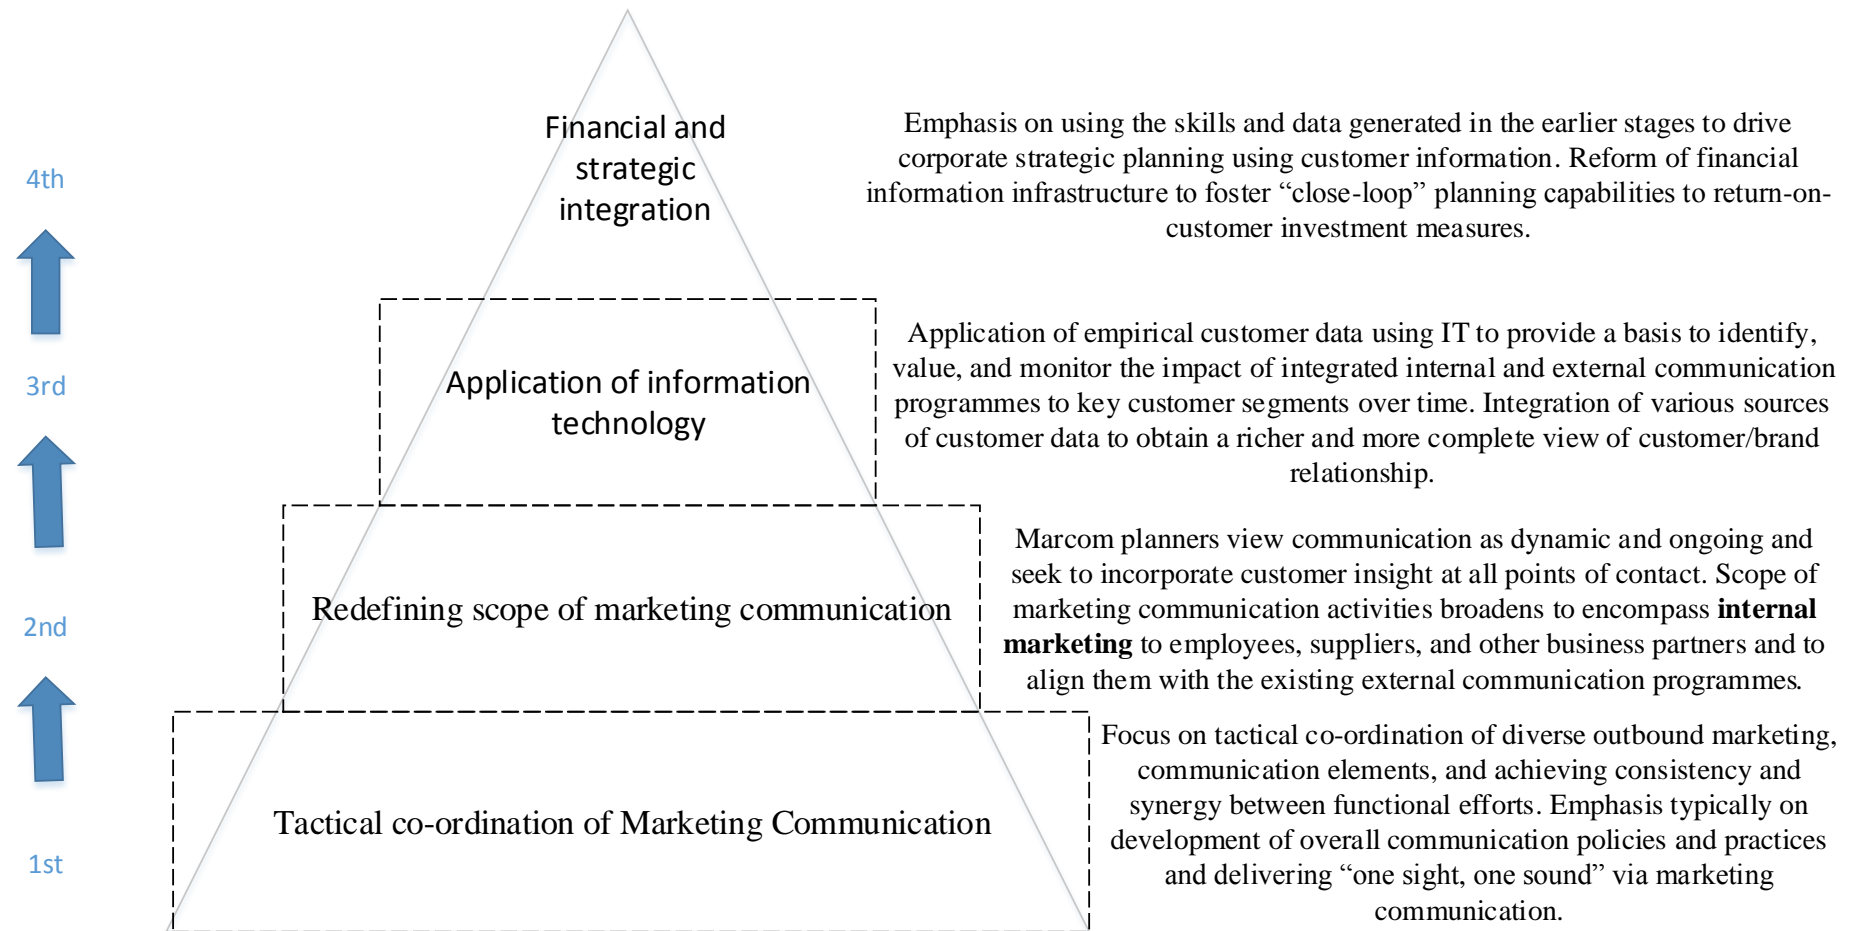 Financial and
strategic
integration
Emphasis on using the skills and data generated in the earlier stages to drive
corporate strategic planning using customer information. Reform of financial
information infrastructure to foster “close-loop” planning capabilities to return-on-
customer investment measures.
4th
Application of information
technology
Application of empirical customer data using IT to provide a basis to identify,
value, and monitor the impact of integrated internal and external communication
programmes to key customer segments over time. Integration of various sources
of customer data to obtain a richer and more complete view of customer/brand
relationship.
3rd
Redefining scope of marketing communication
Marcom planners view communication as dynamic and ongoing and
seek to incorporate customer insight at all points of contact. Scope of
marketing communication activities broadens to encompass internal
marketing to employees, suppliers, and other business partners and to
align them with the existing external communication programmes.
2nd
Tactical co-ordination of Marketing Communication
Focus on tactical co-ordination of diverse outbound marketing,
communication elements, and achieving consistency and
synergy between functional efforts. Emphasis typically on
development of overall communication policies and practices
and delivering “one sight, one sound” via marketing
communication.
1st